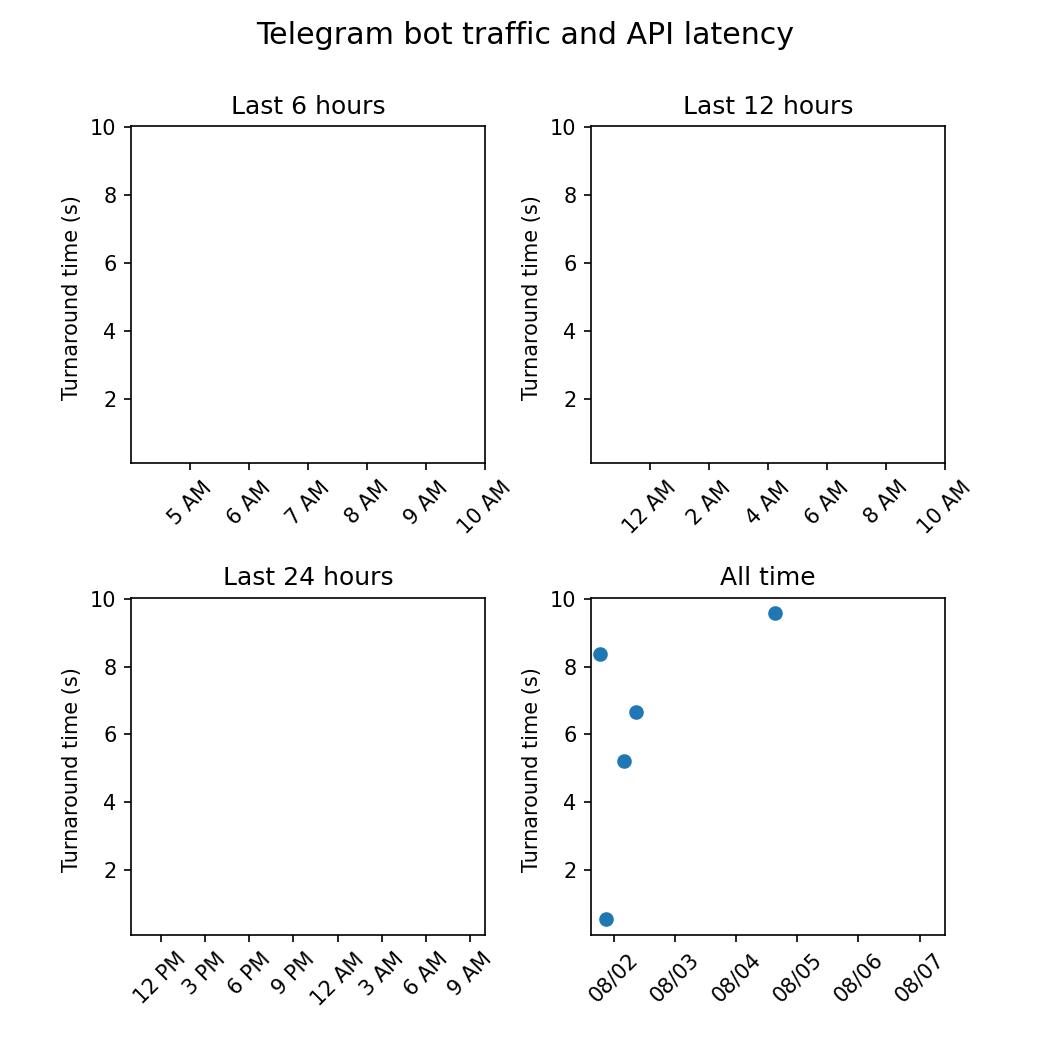 Telegram bot traffic and API latency
Last 6 hours
Turnaround time (s)
10
8
6
4
2
5 AM
6 AM
7 AM
8 AM
9 AM
10 AM
Last 12 hours
Turnaround time (s)
10
8
6
4
2
12 AM
2 AM
4 AM
6 AM
8 AM
10 AM
Last 24 hours
Turnaround time (s)
10
8
6
4
2
12 PM
3 PM
6 PM
9 PM
12 AM
3 AM
6 AM
9 AM
All time
Turnaround time (s)
10
8
6
4
2
08/02
08/03
08/04
08/05
08/06
08/07